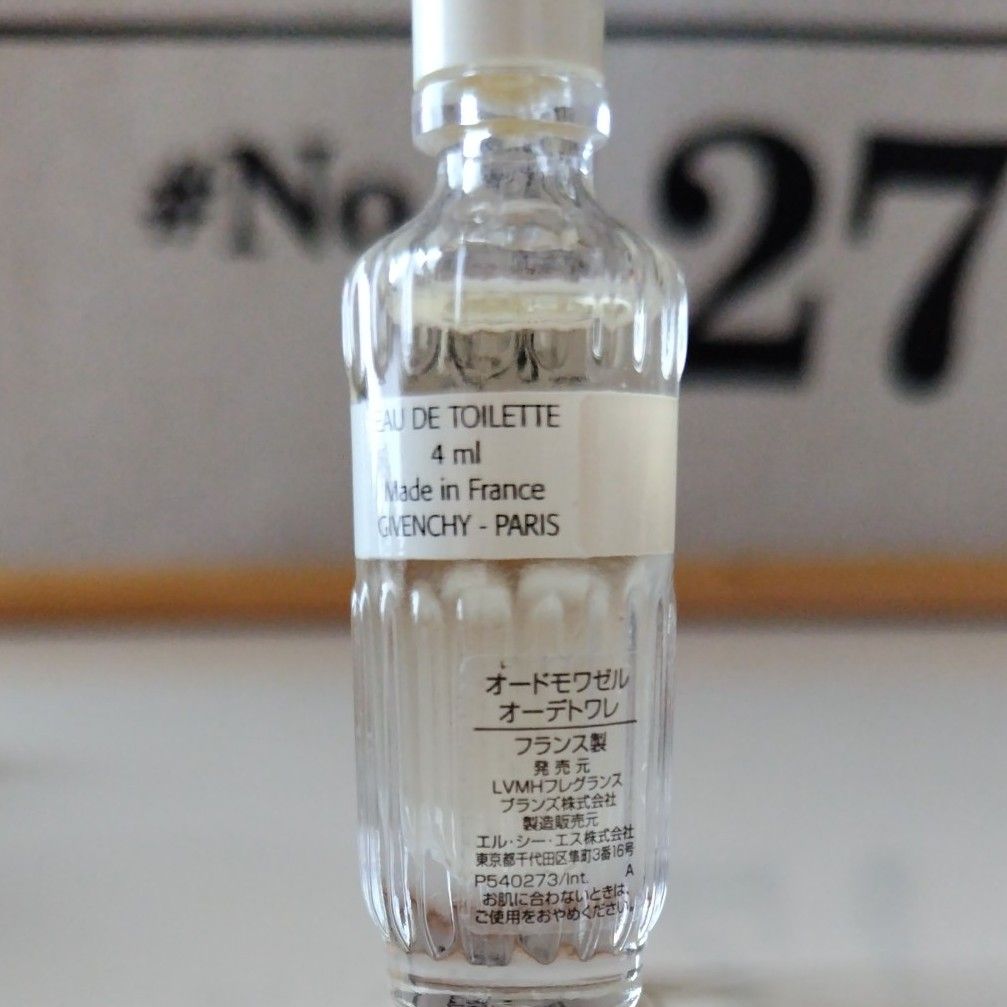 #No 27
EAU DE TOILETTE
4 ml
Made in France
GIVENCHY - PARIS
オードモワゼル
オーデトワレ
フランス製
発売元
LVMHフレグランス
ブランズ株式会社
製造販売元
エル・シー・エス株式会社
東京都千代田区隼町3番16号
P540273/Int. A
お肌に合わないときは、
ご使用をおやめください。